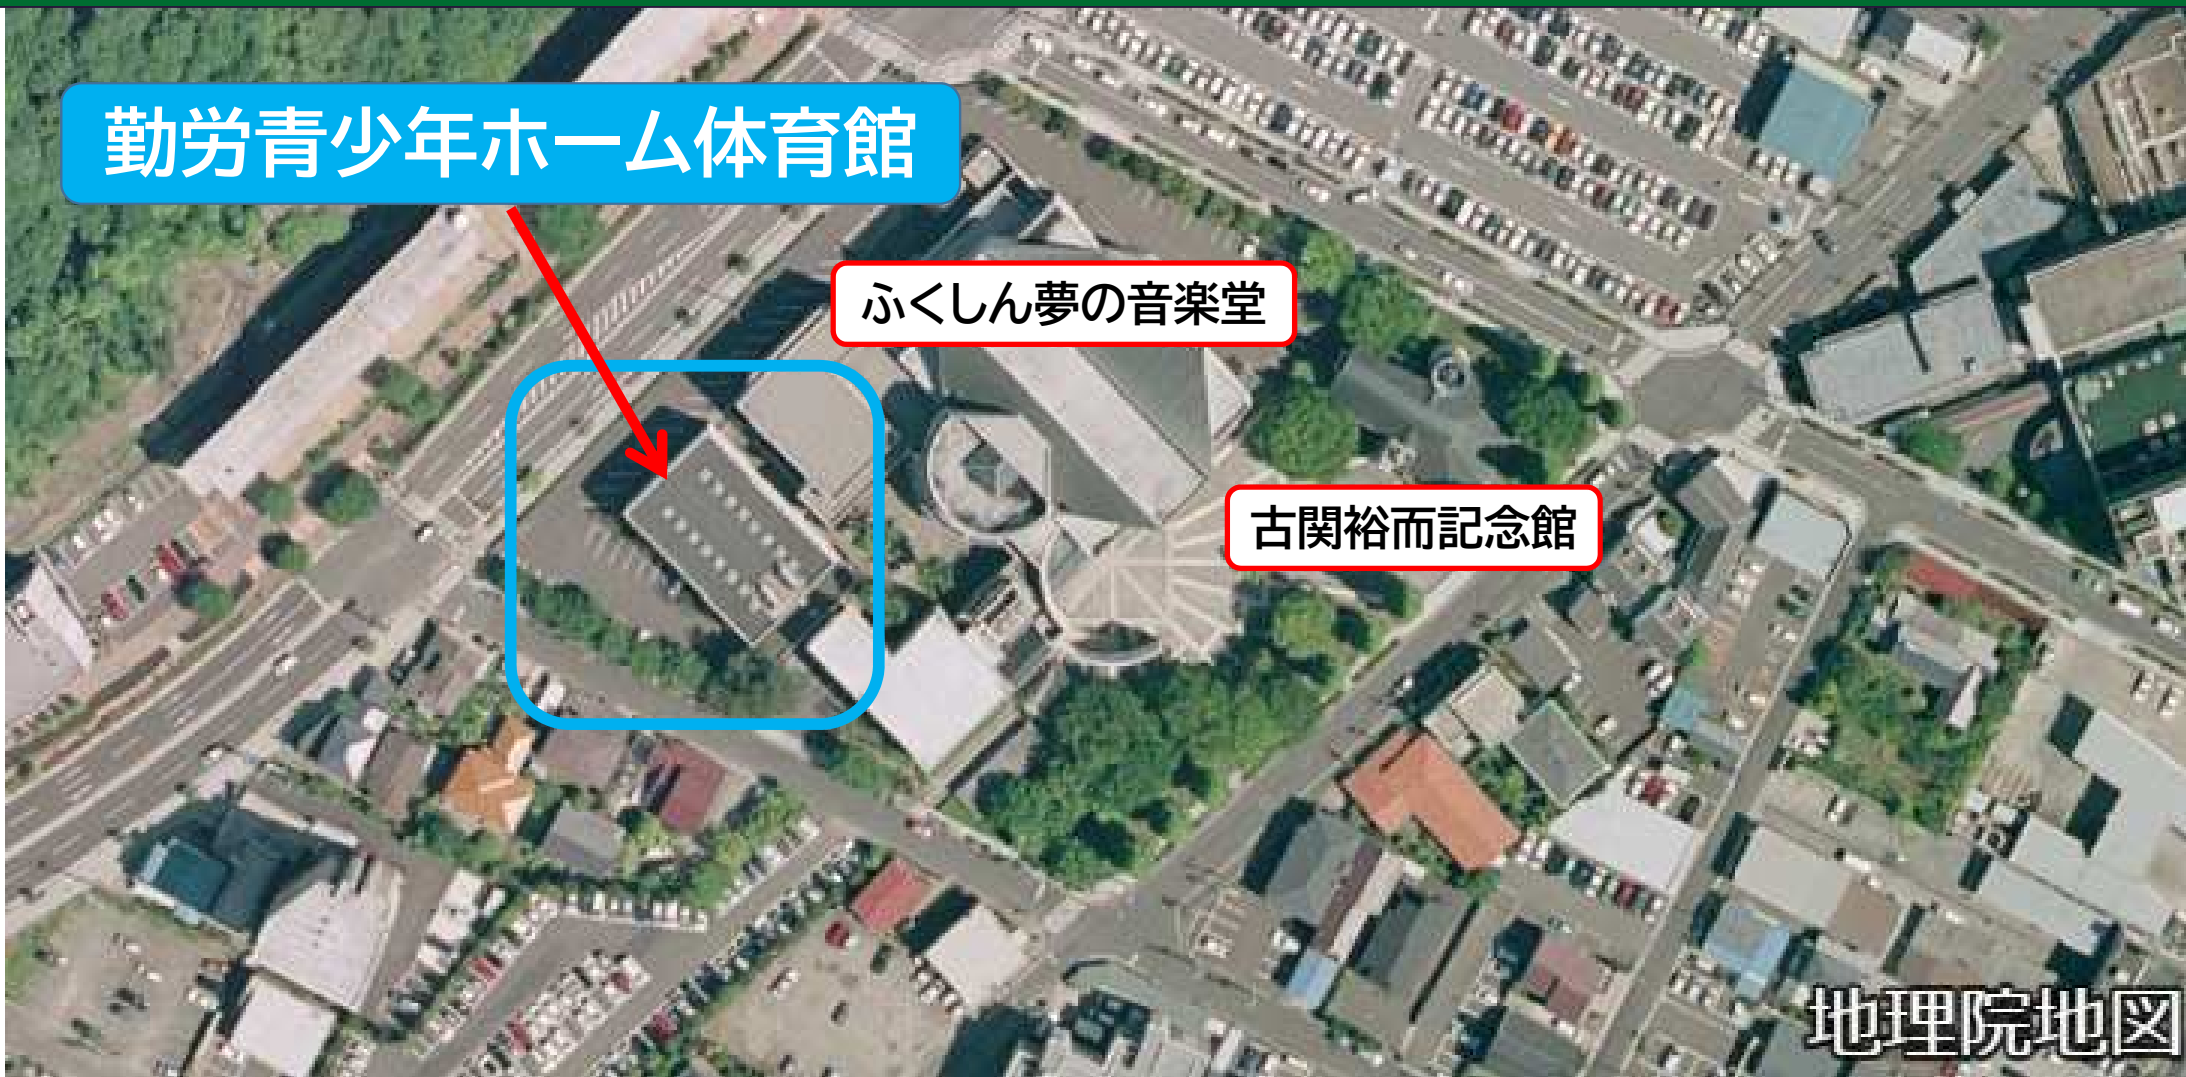 勤労青少年ホーム体育館
ふくしん夢の音楽堂
古関裕而記念館
地理院地図